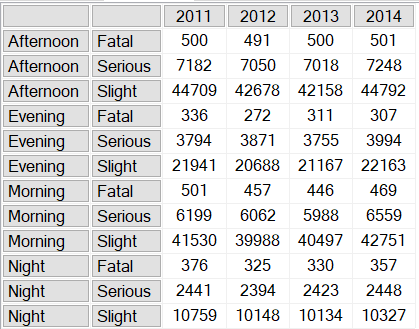 2011 2012 2013 2014
Afternoon Fatal 500 491 500 501
Afternoon Serious 7182 7050 7018 7248
Afternoon Slight 44709 42678 42158 44792
Evening Fatal 336 272 311 307
Evening Serious 3794 3871 3755 3994
Evening Slight 21941 20688 21167 22163
Morning Fatal 501 457 446 469
Morning Serious 6199 6062 5988 6559
Morning Slight 41530 39988 40497 42751
Night Fatal 376 325 330 357
Night Serious 2441 2394 2423 2448
Night Slight 10759 10148 10134 10327